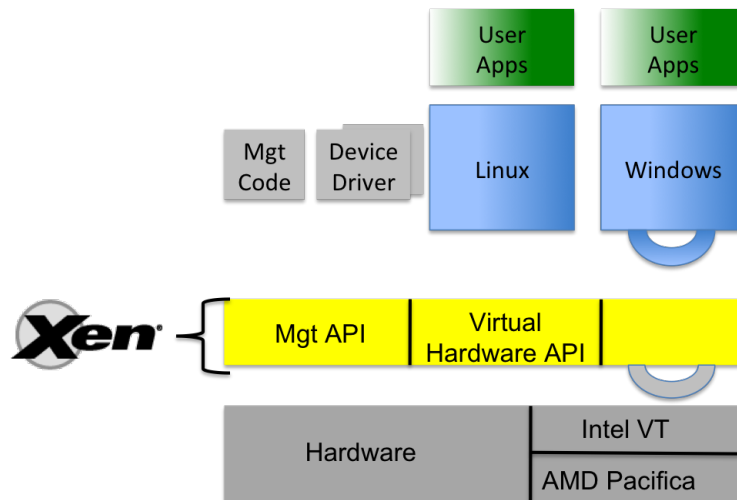 User
Apps
User
Apps
Mgt
Code
Device
Driver
Linux
Windows
Xen®
Mgt API
Virtual
Hardware API
Hardware
Intel VT
AMD Pacifica